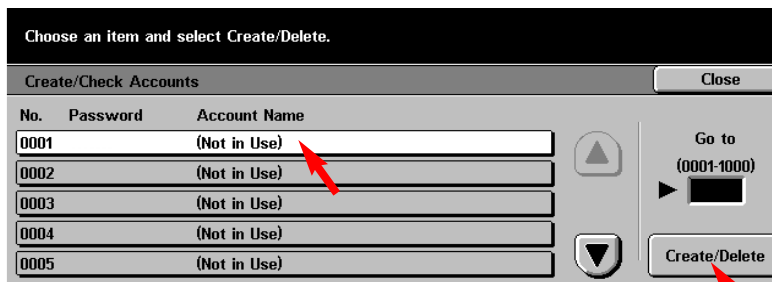 Choose an item and select Create/Delete.
Create/Check Accounts Close
No. Password Account Name
0001 (Not in Use)
0002 (Not in Use)
0003 (Not in Use)
0004 (Not in Use)
0005 (Not in Use)
Go to
(0001-1000)
Create/Delete